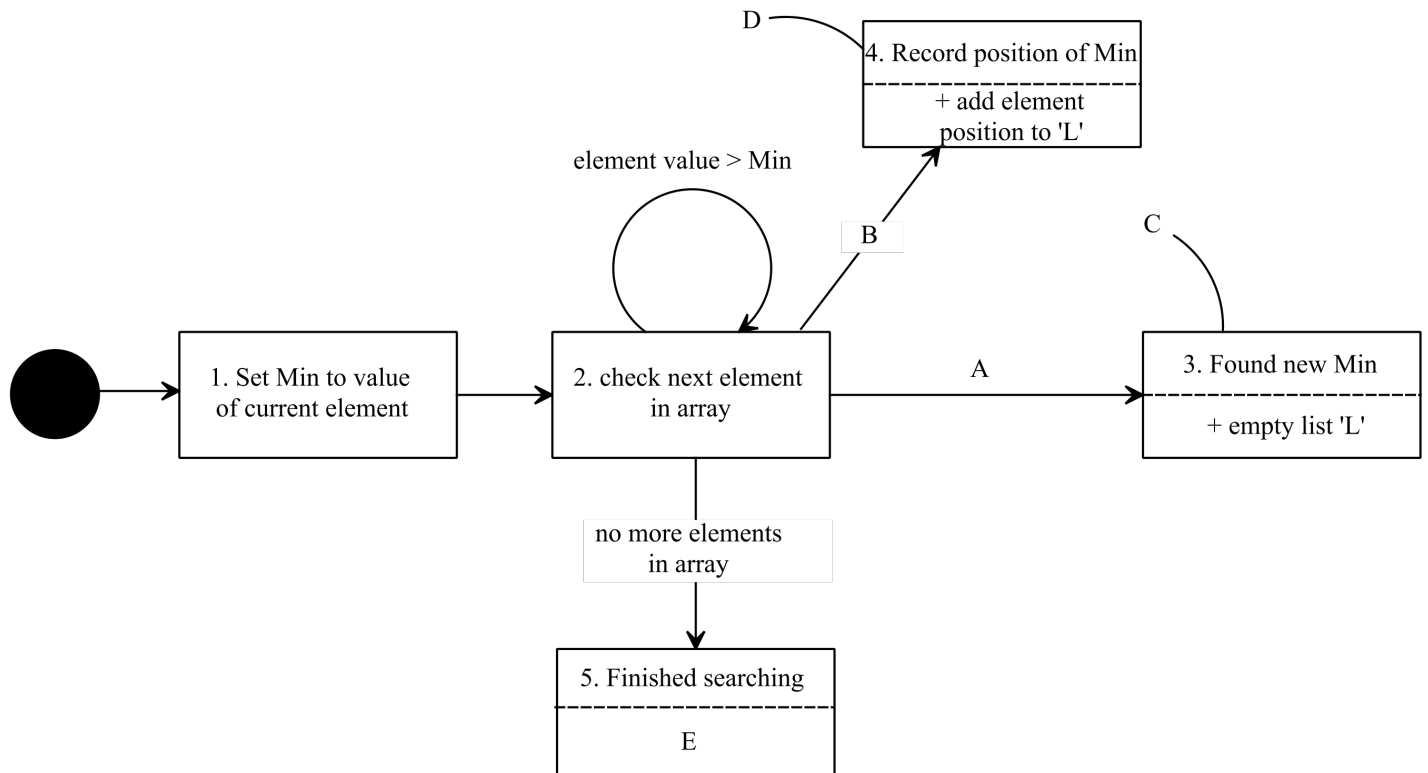 D
4. Record position of Min
+ add element
position to 'L'
element value > Min
B
C
1. Set Min to value
of current element
2. check next element
in array
A
3. Found new Min
+ empty list 'L'
no more elements
in array
5. Finished searching
E